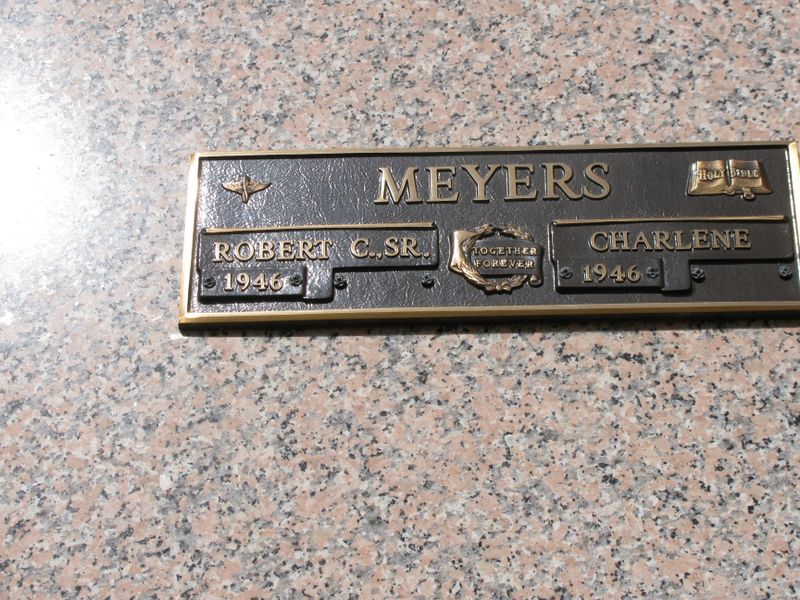 MEYERS
HOLY BIBLE
ROBERT C., SR.
1946
TOGETHER
FOREVER
CHARLENE
1946